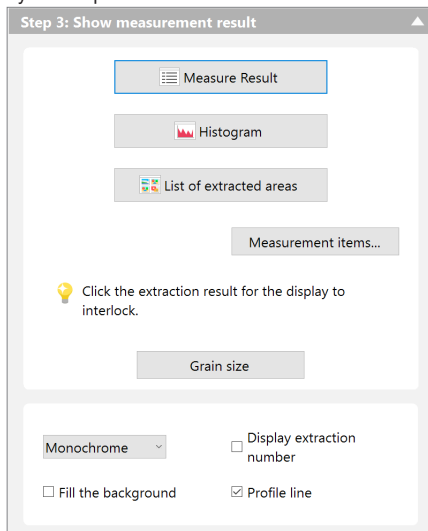 Step 3: Show measurement result
Measure Result
Histogram
List of extracted areas
Measurement items...
Click the extraction result for the display to
interlock.
Grain size
Monochrome
Display extraction
number
Fill the background
Profile line